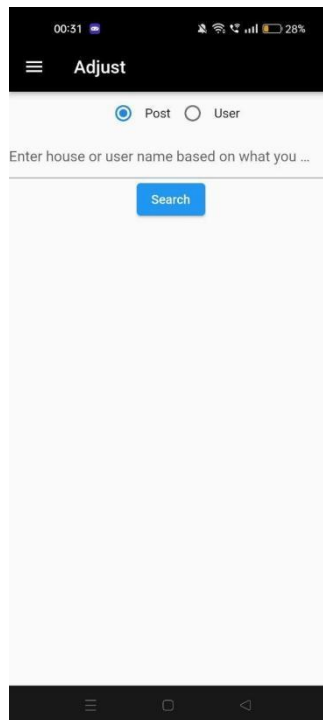 00:31 28%
Adjust
Post User
Enter house or user name based on what you ...
Search